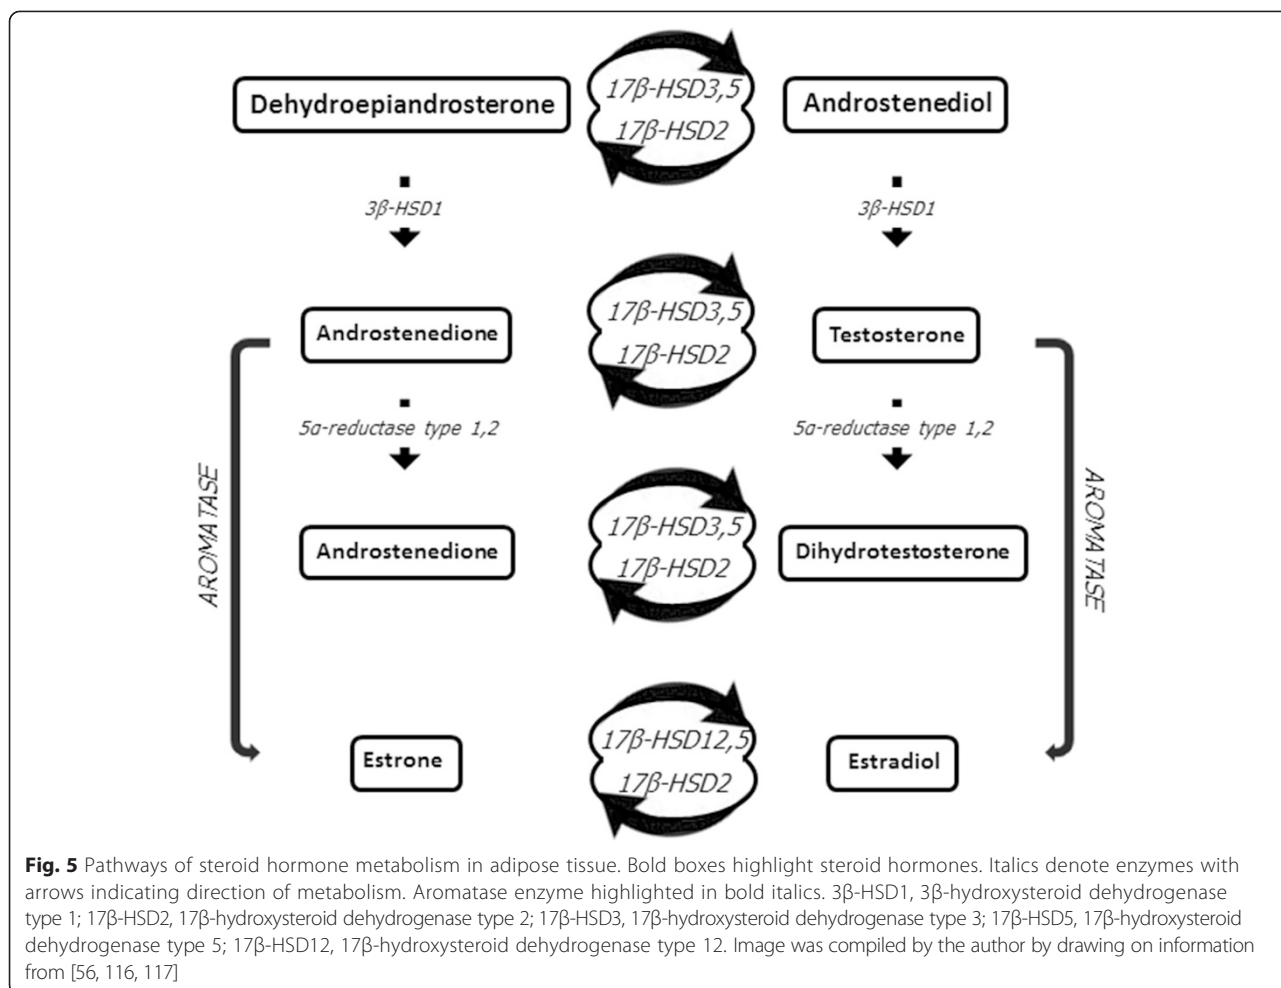 Dehydroepiandrosterone
17β-HSD3,5
17β-HSD2
Androstenediol
3β-HSD1
3β-HSD1
Androstenedione
17β-HSD3,5
17β-HSD2
Testosterone
5α-reductase type 1,2
5α-reductase type 1,2
AROMATASE
AROMATASE
Androstenedione
17β-HSD3,5
17β-HSD2
Dihydrotestosterone
Estrone
17β-HSD12,5
17β-HSD2
Estradiol
Fig. 5 Pathways of steroid hormone metabolism in adipose tissue. Bold boxes highlight steroid hormones. Italics denote enzymes with
arrows indicating direction of metabolism. Aromatase enzyme highlighted in bold italics. 3β-HSD1, 3β-hydroxysteroid dehydrogenase
type 1; 17β-HSD2, 17β-hydroxysteroid dehydrogenase type 2; 17β-HSD3, 17β-hydroxysteroid dehydrogenase type 3; 17β-HSD5, 17β-hydroxysteroid
dehydrogenase type 5; 17β-HSD12, 17β-hydroxysteroid dehydrogenase type 12. Image was compiled by the author by drawing on information
from [56, 116, 117]